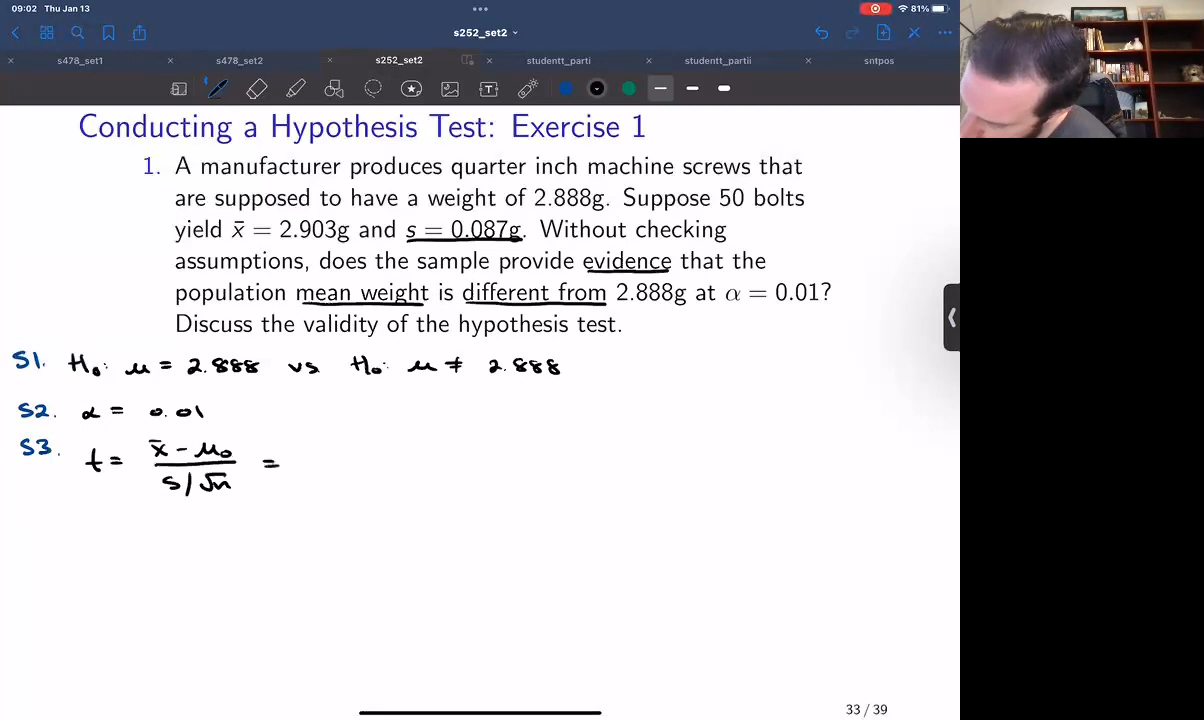 09:02 Thu Jan 13
81%
s252_set2
s478_set1
s478_set2
s252_set2
studentt_parti
studentt_partii
sntpos
Conducting a Hypothesis Test: Exercise 1
1. A manufacturer produces quarter inch machine screws that
are supposed to have a weight of 2.888g. Suppose 50 bolts
yield x̄ = 2.903g and s = 0.087g. Without checking
assumptions, does the sample provide evidence that the
population mean weight is different from 2.888g at α = 0.01?
Discuss the validity of the hypothesis test.
S1. H₀: μ = 2.888 vs H₀: μ ≠ 2.888
S2. α = 0.01
S3. t = x̄ - μ₀ / s/√n =
33 / 39